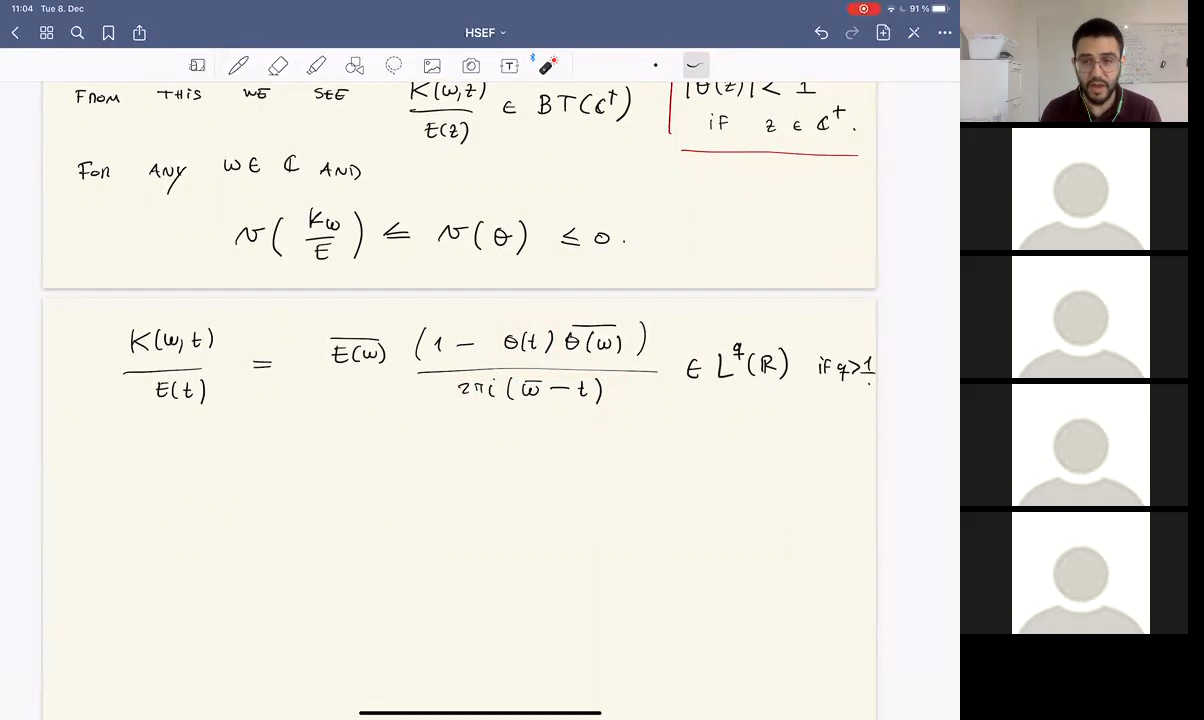 11:04 Tue 8. Dec
91 %
HSEF
FROM THIS WE SEE K(ω,z) / E(z) ∈ BT(ℂ⁺)
|θ(z)| < 1
if z ∈ ℂ⁺.
FOR ANY ω ∈ ℂ AND
v( Kω / E ) ≤ v(θ) ≤ 0.
K(ω,t) / E(t) = \overline{E(ω)} (1 - θ(t) \overline{θ(ω)}) / 2πi(\overline{ω} - t) ∈ L^q(ℝ) if q>1